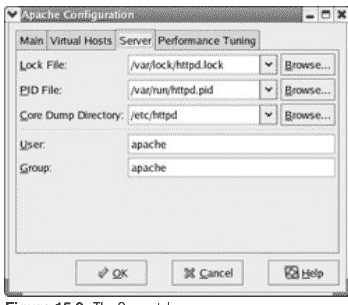 Apache Configuration
Main Virtual Hosts Server Performance Tuning
Lock File: /var/lock/httpd.lock Browse...
PID File: /var/run/httpd.pid Browse...
Core Dump Directory: /etc/httpd Browse...
User: apache
Group: apache
OK Cancel Help